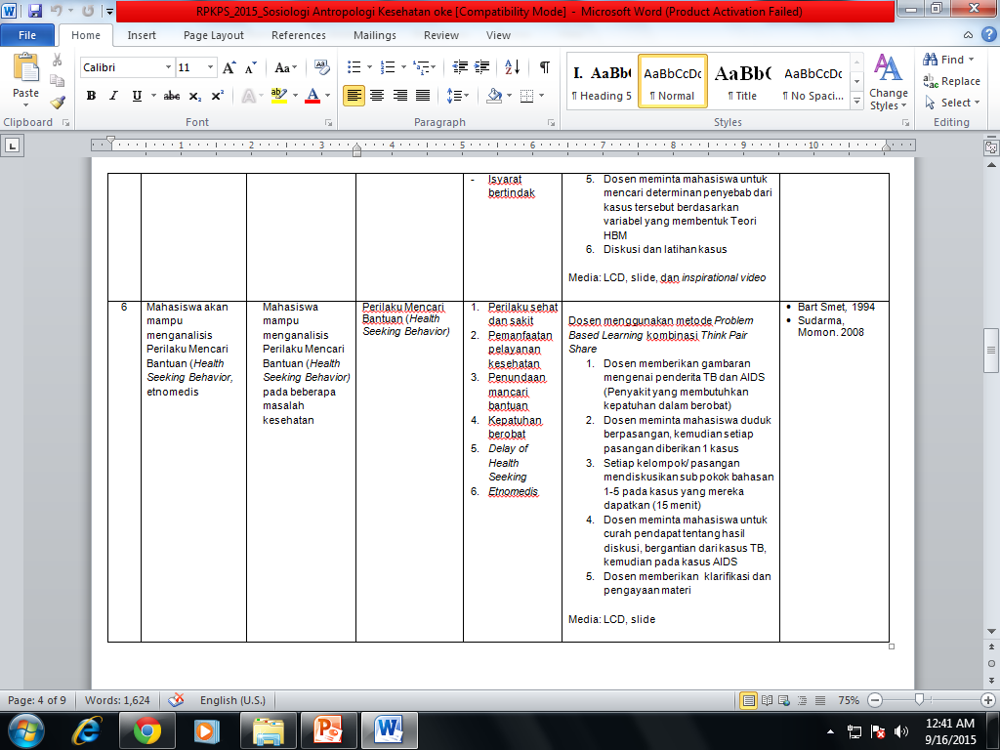 RPKPS_2015_Sosiologi Antropologi Kesehatan oke [Compatibility Mode] - Microsoft Word (Product Activation Failed)
File Home Insert Page Layout References Mailings Review View
Paste
Calibri 11
I. AaBb( AaBbCcDc AaBbC AaBbCcDc
¶ Heading 5 ¶ Normal ¶ Title ¶ No Spaci...
Change
Styles
Find
Replace
Select
Clipboard Font Paragraph Styles Editing
1 2 3 4 5 6 7 8 9 10
- Isyarat
bertindak
5. Dosen meminta mahasiswa untuk
mencari determinan penyebab dari
kasus tersebut berdasarkan
variabel yang membentuk Teori
HBM
6. Diskusi dan latihan kasus
Media: LCD, slide, dan inspirational video
6
Mahasiswa akan
mampu
menganalisis
Perilaku Mencari
Bantuan (Health
Seeking Behavior,
etnomedis
Mahasiswa
mampu
menganalisis
Perilaku Mencari
Bantuan (Health
Seeking Behavior)
pada beberapa
masalah
kesehatan
Perilaku Mencari
Bantuan (Health
Seeking Behavior)
1. Perilaku sehat
dan sakit
2. Pemanfaatan
pelayanan
kesehatan
3. Penundaan
mancari
bantuan
4. Kepatuhan
berobat
5. Delay of
Health
Seeking
6. Etnomedis
Dosen menggunakan metode Problem
Based Learning kombinasi Think Pair
Share
1. Dosen memberikan gambaran
mengenai penderita TB dan AIDS
(Penyakit yang membutuhkan
kepatuhan dalam berobat)
2. Dosen meminta mahasiswa duduk
berpasangan, kemudian setiap
pasangan diberikan 1 kasus
3. Setiap kelompok/ pasangan
mendiskusikan sub pokok bahasan
1-5 pada kasus yang mereka
dapatkan (15 menit)
4. Dosen meminta mahasiswa untuk
curah pendapat tentang hasil
diskusi, bergantian dari kasus TB,
kemudian pada kasus AIDS
5. Dosen memberikan klarifikasi dan
pengayaan materi
Media: LCD, slide
• Bart Smet, 1994
• Sudarma,
Momon. 2008
Page: 4 of 9 Words: 1,624 English (U.S.) 75%
12:41 AM
9/16/2015